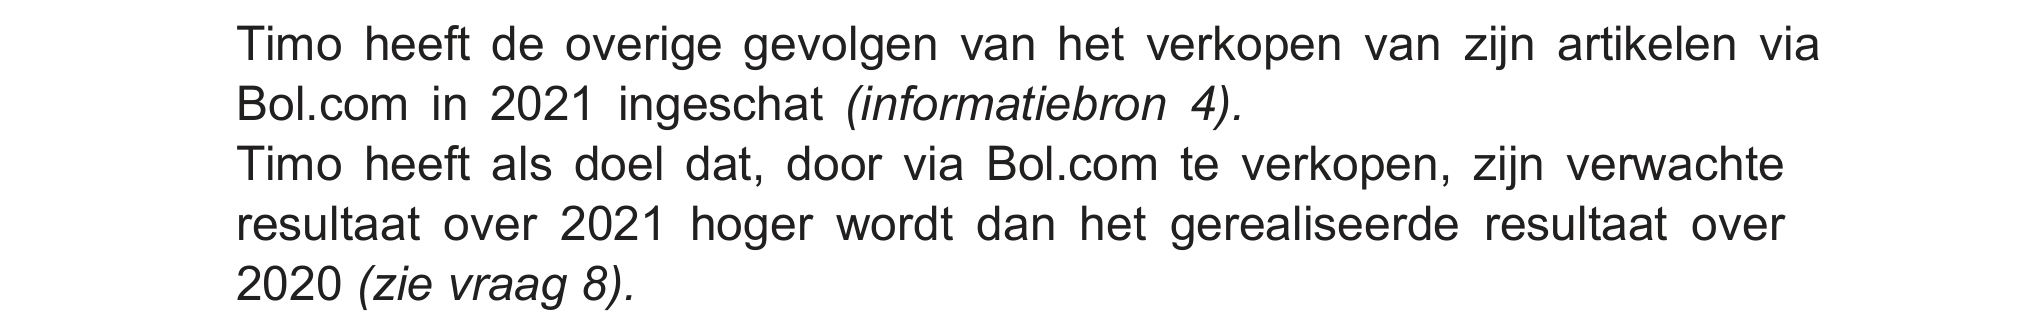 Timo heeft de overige gevolgen van het verkopen van zijn artikelen via
Bol.com in 2021 ingeschat (informatiebron 4).
Timo heeft als doel dat, door via Bol.com te verkopen, zijn verwachte
resultaat over 2021 hoger wordt dan het gerealiseerde resultaat over
2020 (zie vraag 8).